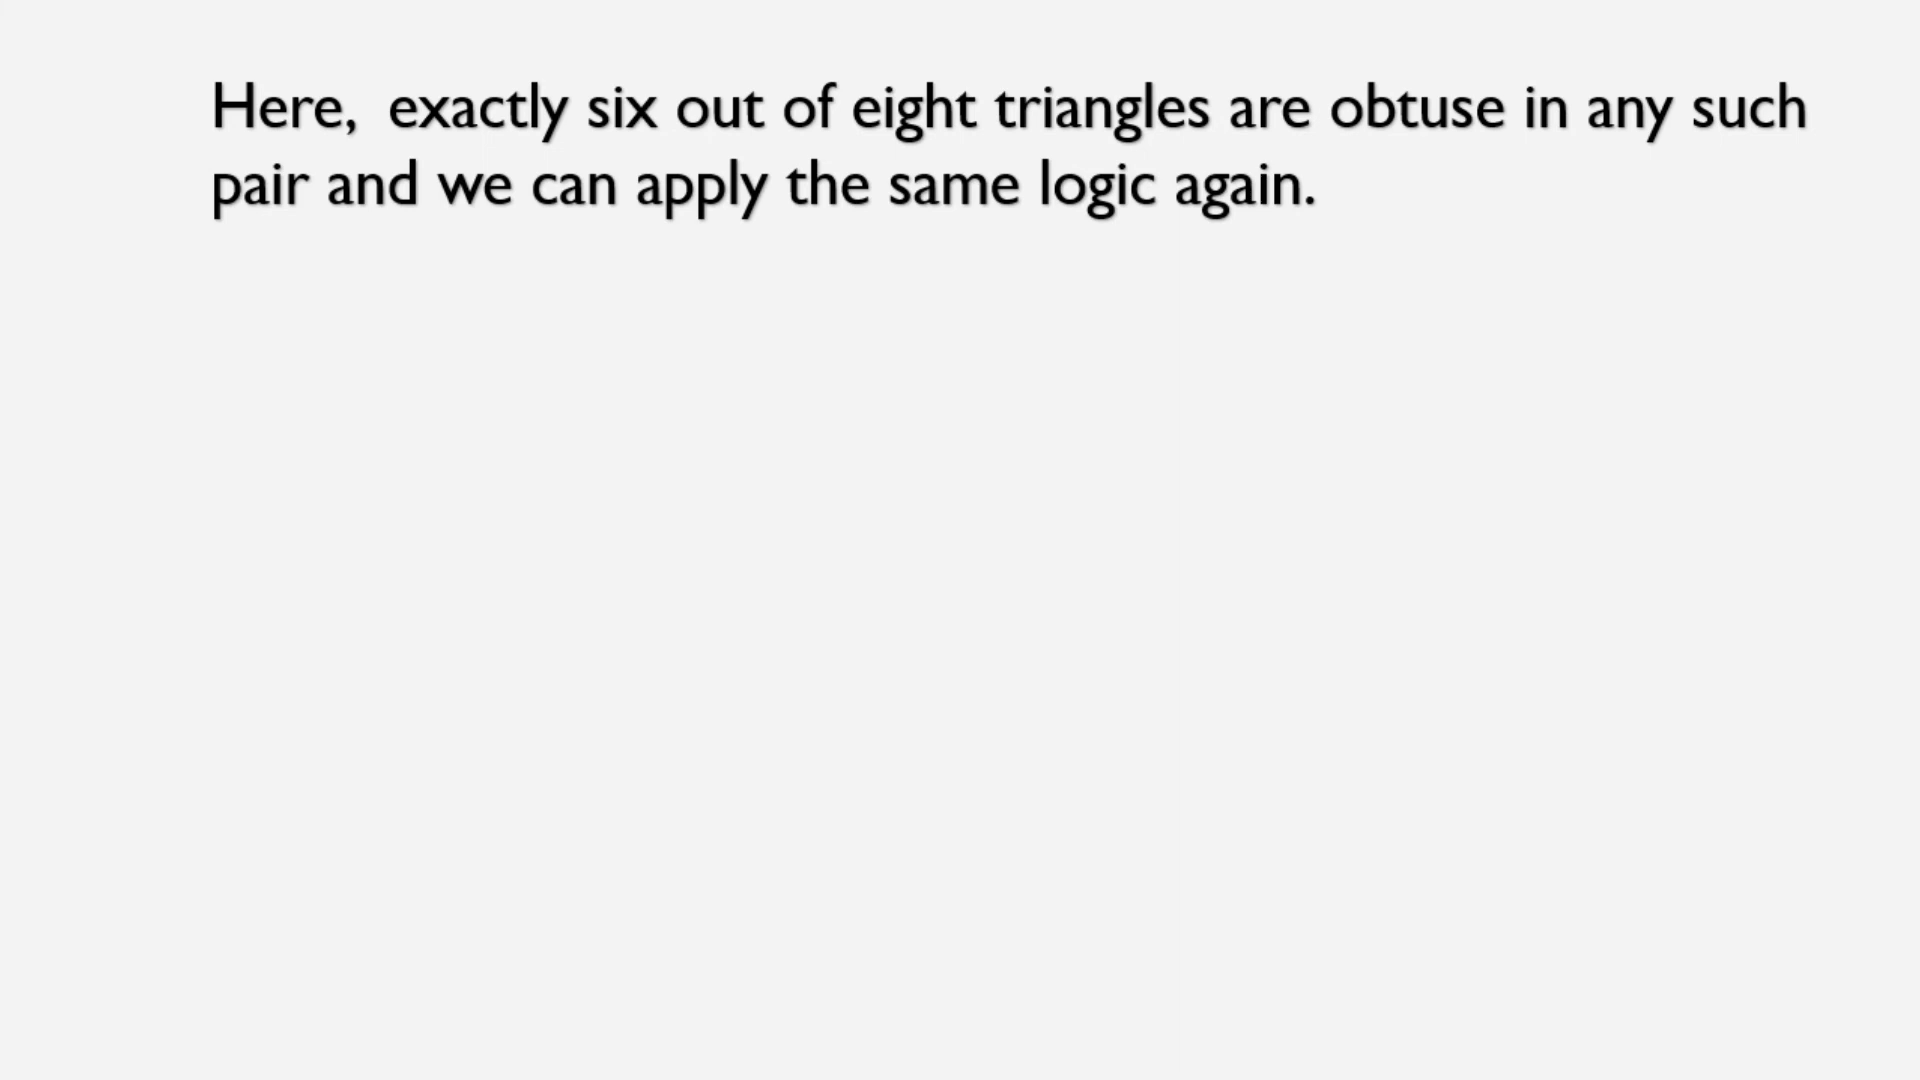 Here,  exactly six out of eight triangles are obtuse in any such
pair and we can apply the same logic again.